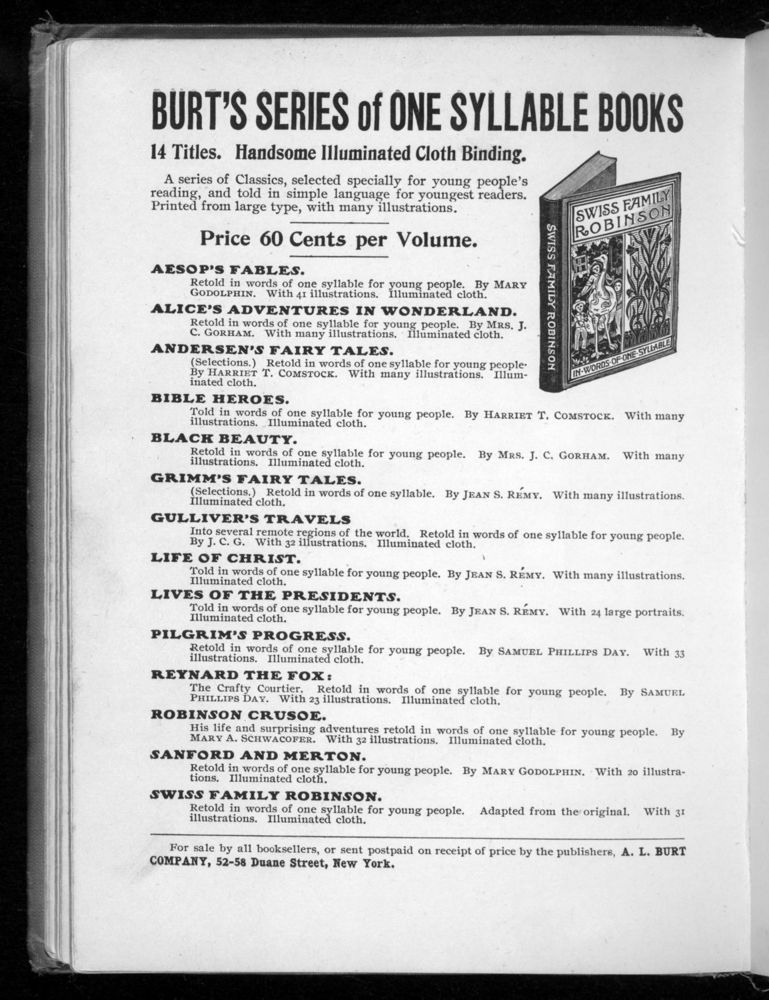 BURT'S SERIES of ONE SYLLABLE BOOKS
14 Titles. Handsome Illuminated Cloth Binding.
A series of Classics, selected specially for young people's
reading, and told in simple language for youngest readers.
Printed from large type, with many illustrations.
Price 60 Cents per Volume.
SWISS FAMILY ROBINSON
SWISS FAMILY
ROBINSON
IN·WORDS·OF·ONE·SYLLABLE
AESOP'S FABLES.
Retold in words of one syllable for young people. By MARY
GODOLPHIN. With 41 illustrations. Illuminated cloth.
ALICE'S ADVENTURES IN WONDERLAND.
Retold in words of one syllable for young people. By MRS. J.
C. GORHAM. With many illustrations. Illuminated cloth.
ANDERSEN'S FAIRY TALES.
(Selections.) Retold in words of one syllable for young people.
By HARRIET T. COMSTOCK. With many illustrations. Illum-
inated cloth.
BIBLE HEROES.
Told in words of one syllable for young people. By HARRIET T. COMSTOCK. With many
illustrations. Illuminated cloth.
BLACK BEAUTY.
Retold in words of one syllable for young people. By MRS. J. C. GORHAM. With many
illustrations. Illuminated cloth.
GRIMM'S FAIRY TALES.
(Selections.) Retold in words of one syllable. By JEAN S. RÉMY. With many illustrations.
Illuminated cloth.
GULLIVER'S TRAVELS
Into several remote regions of the world. Retold in words of one syllable for young people.
By J. C. G. With 32 illustrations. Illuminated cloth.
LIFE OF CHRIST.
Told in words of one syllable for young people. By JEAN S. RÉMY. With many illustrations.
Illuminated cloth.
LIVES OF THE PRESIDENTS.
Told in words of one syllable for young people. By JEAN S. RÉMY. With 24 large portraits.
Illuminated cloth.
PILGRIM'S PROGRESS.
Retold in words of one syllable for young people. By SAMUEL PHILLIPS DAY. With 33
illustrations. Illuminated cloth.
REYNARD THE FOX:
The Crafty Courtier. Retold in words of one syllable for young people. By SAMUEL
PHILLIPS DAY. With 23 illustrations. Illuminated cloth.
ROBINSON CRUSOE.
His life and surprising adventures retold in words of one syllable for young people. By
MARY A. SCHWACOFER. With 32 illustrations. Illuminated cloth.
SANFORD AND MERTON.
Retold in words of one syllable for young people. By MARY GODOLPHIN. With 20 illustra-
tions. Illuminated cloth.
SWISS FAMILY ROBINSON.
Retold in words of one syllable for young people. Adapted from the original. With 31
illustrations. Illuminated cloth.
For sale by all booksellers, or sent postpaid on receipt of price by the publishers, A. L. BURT
COMPANY, 52-58 Duane Street, New York.